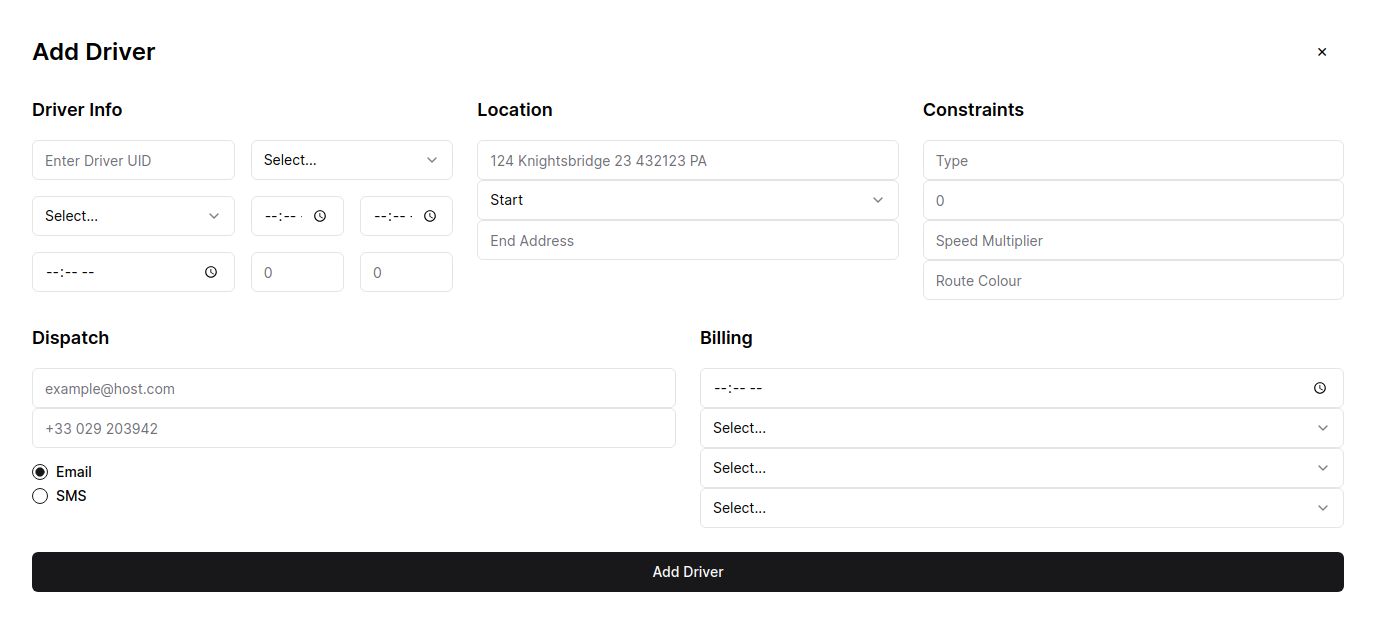 Add Driver
Driver Info
Enter Driver UID
Select...
Select...
--:-- 
--:-- 
--:-- --
0
0
Location
124 Knightsbridge 23 432123 PA
Start
End Address
Constraints
Type
0
Speed Multiplier
Route Colour
Dispatch
example@host.com
+33 029 203942
Email
SMS
Billing
--:-- --
Select...
Select...
Select...
Add Driver